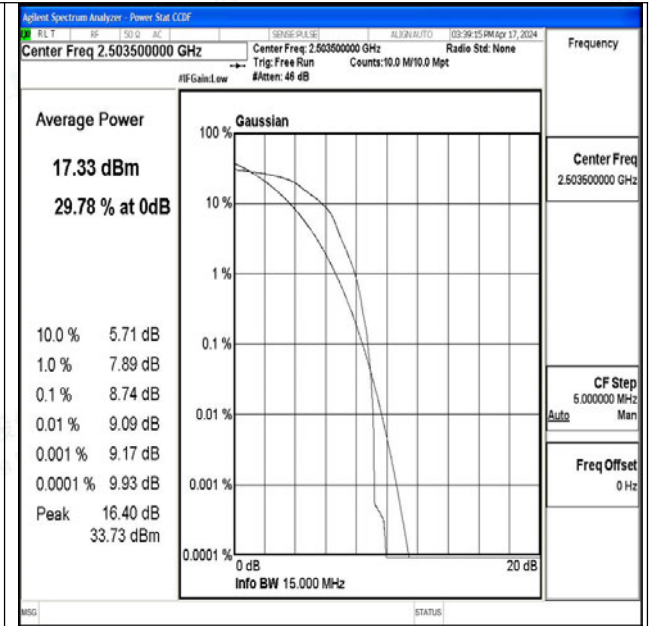 Agilent Spectrum Analyzer - Power Stat CCDF
RLT RF 50 Ω AC SENSE:PULSE ALIGNAUTO 03:39:15 PM Apr 17, 2024
Center Freq 2.503500000 GHz
Center Freq: 2.503500000 GHz Radio Std: None
Trig: Free Run Counts:10.0 M/10.0 Mpt
#IFGain:Low #Atten: 46 dB
Frequency
Average Power
17.33 dBm
29.78 % at 0dB
10.0 % 5.71 dB
1.0 % 7.89 dB
0.1 % 8.74 dB
0.01 % 9.09 dB
0.001 % 9.17 dB
0.0001 % 9.93 dB
Peak 16.40 dB
33.73 dBm
Gaussian
100 %
10 %
1 %
0.1 %
0.01 %
0.001 %
0.0001 %
0 dB 20 dB
Info BW 15.000 MHz
Center Freq
2.503500000 GHz
CF Step
5.000000 MHz
Auto Man
Freq Offset
0 Hz
MSG STATUS